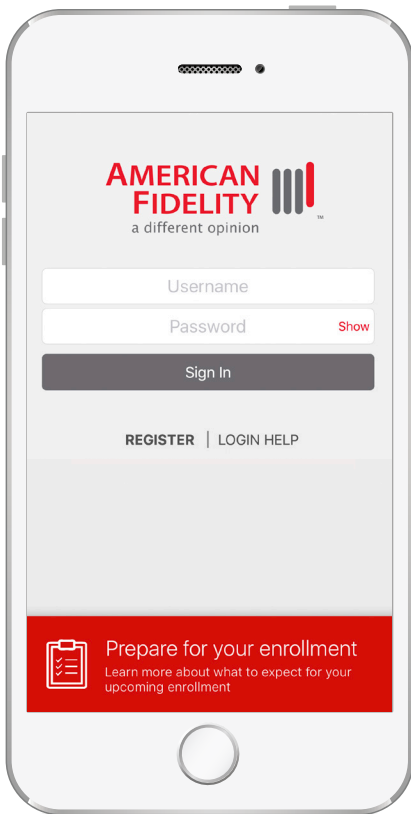 AMERICAN
FIDELITY
a different opinion
TM
Username
Password Show
Sign In
REGISTER | LOGIN HELP
Prepare for your enrollment
Learn more about what to expect for your
upcoming enrollment